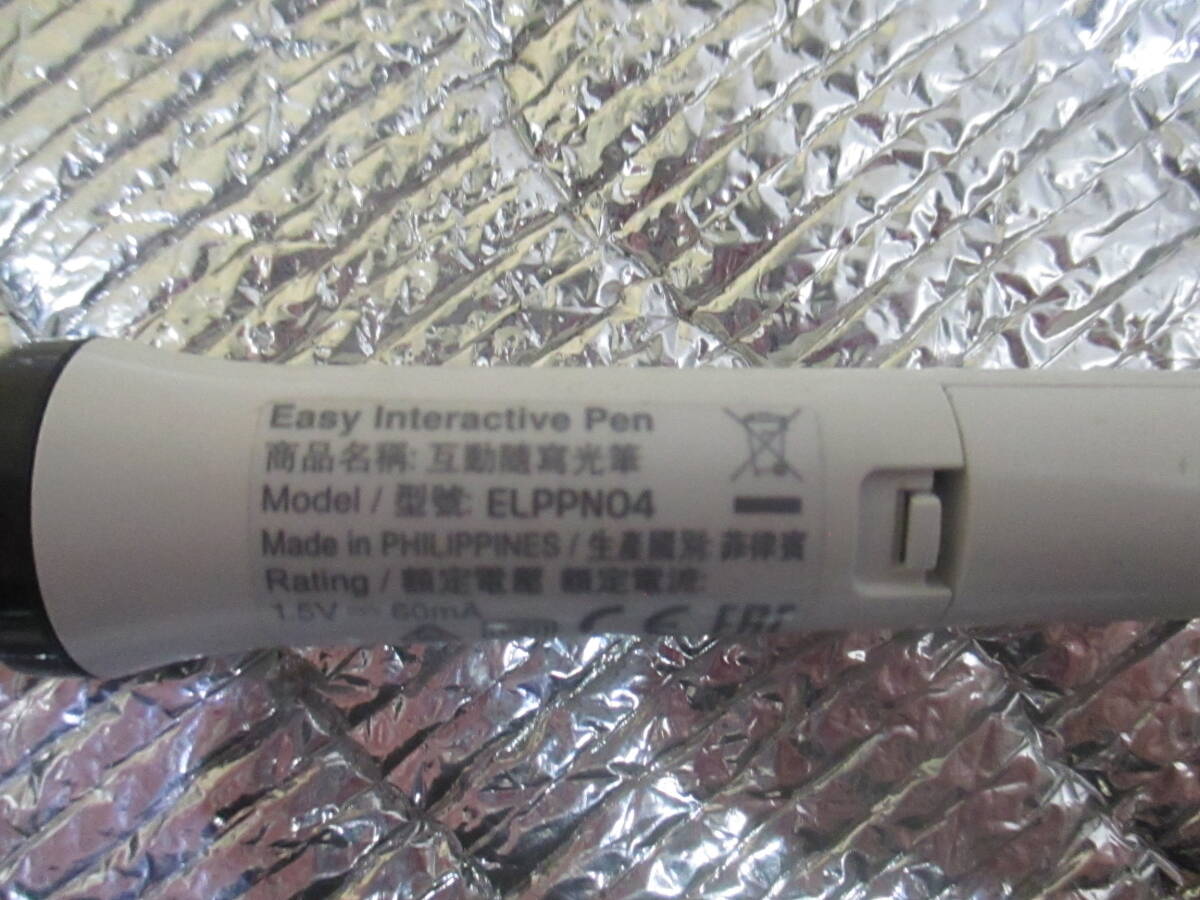 Easy Interactive Pen
商品名稱: 互動隨寫光筆
Model / 型號: ELPPN04
Made in PHILIPPINES / 生產國別: 菲律賓
Rating / 額定電壓 額定電流:
1.5V ⎓ 60mA
CE EAC